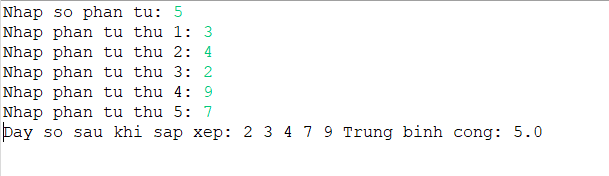 Nhap so phan tu: 5
Nhap phan tu thu 1: 3
Nhap phan tu thu 2: 4
Nhap phan tu thu 3: 2
Nhap phan tu thu 4: 9
Nhap phan tu thu 5: 7
Day so sau khi sap xep: 2 3 4 7 9 Trung binh cong: 5.0